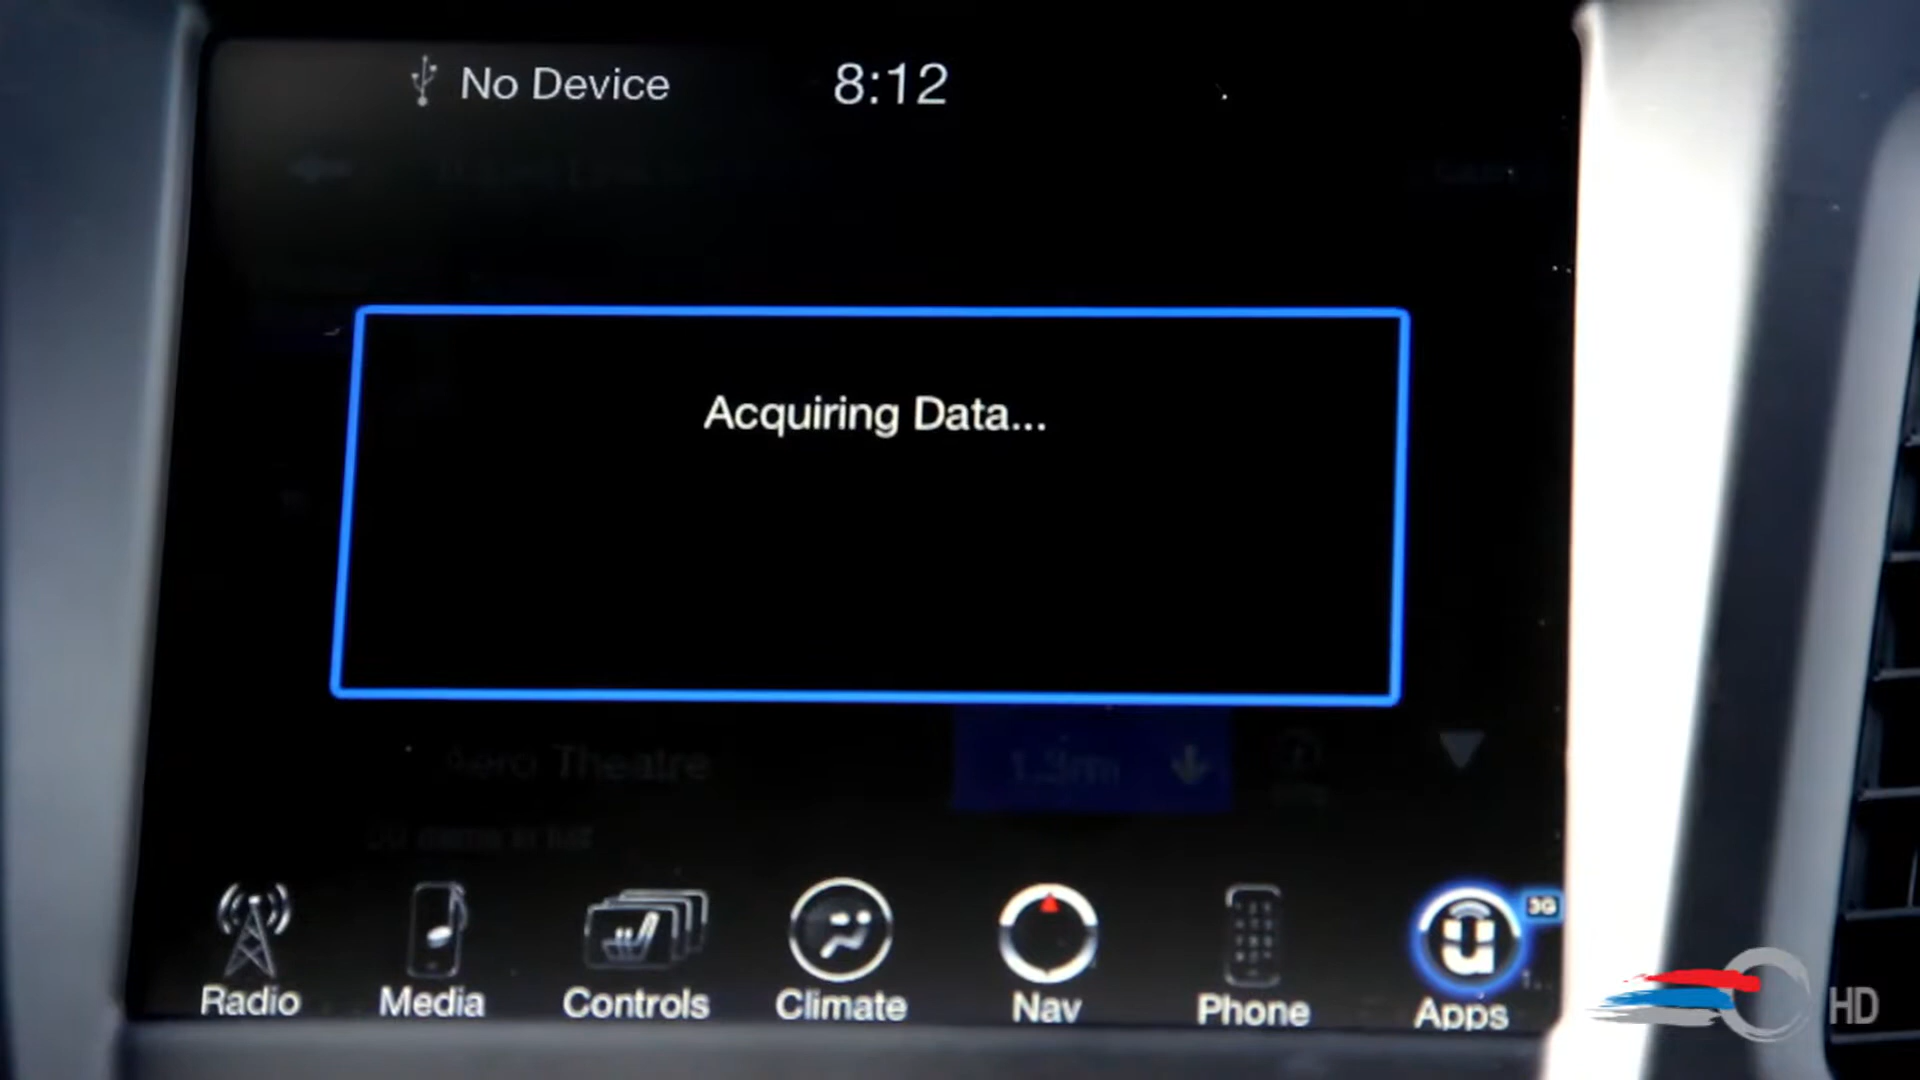 No Device 8:12
Acquiring Data...
Aero Theatre
Radio Media Controls Climate Nav Phone Apps
3G
HD